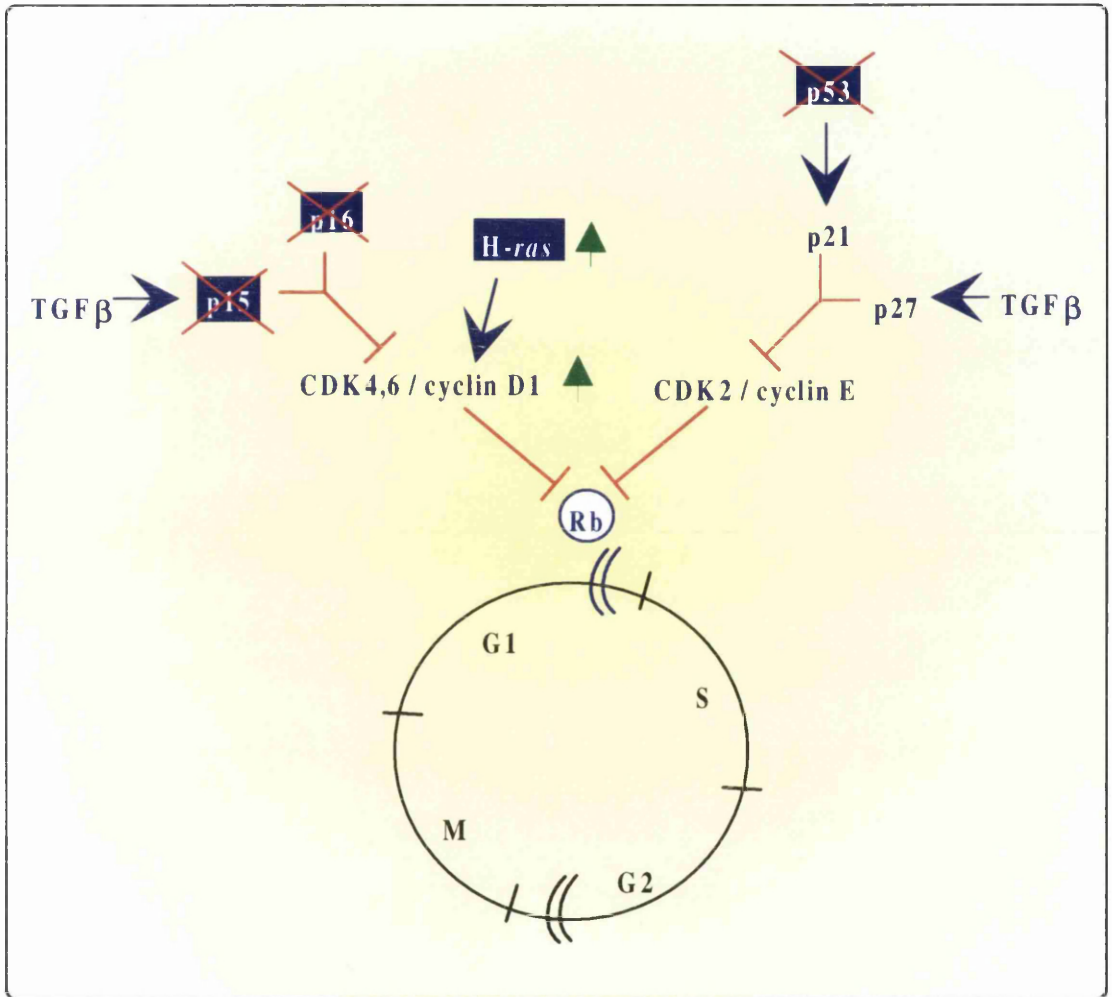 p53
p16
H-ras
p21
TGFβ
p15
p27
TGFβ
CDK4,6 / cyclin D1
CDK2 / cyclin E
Rb
G1
S
M
G2